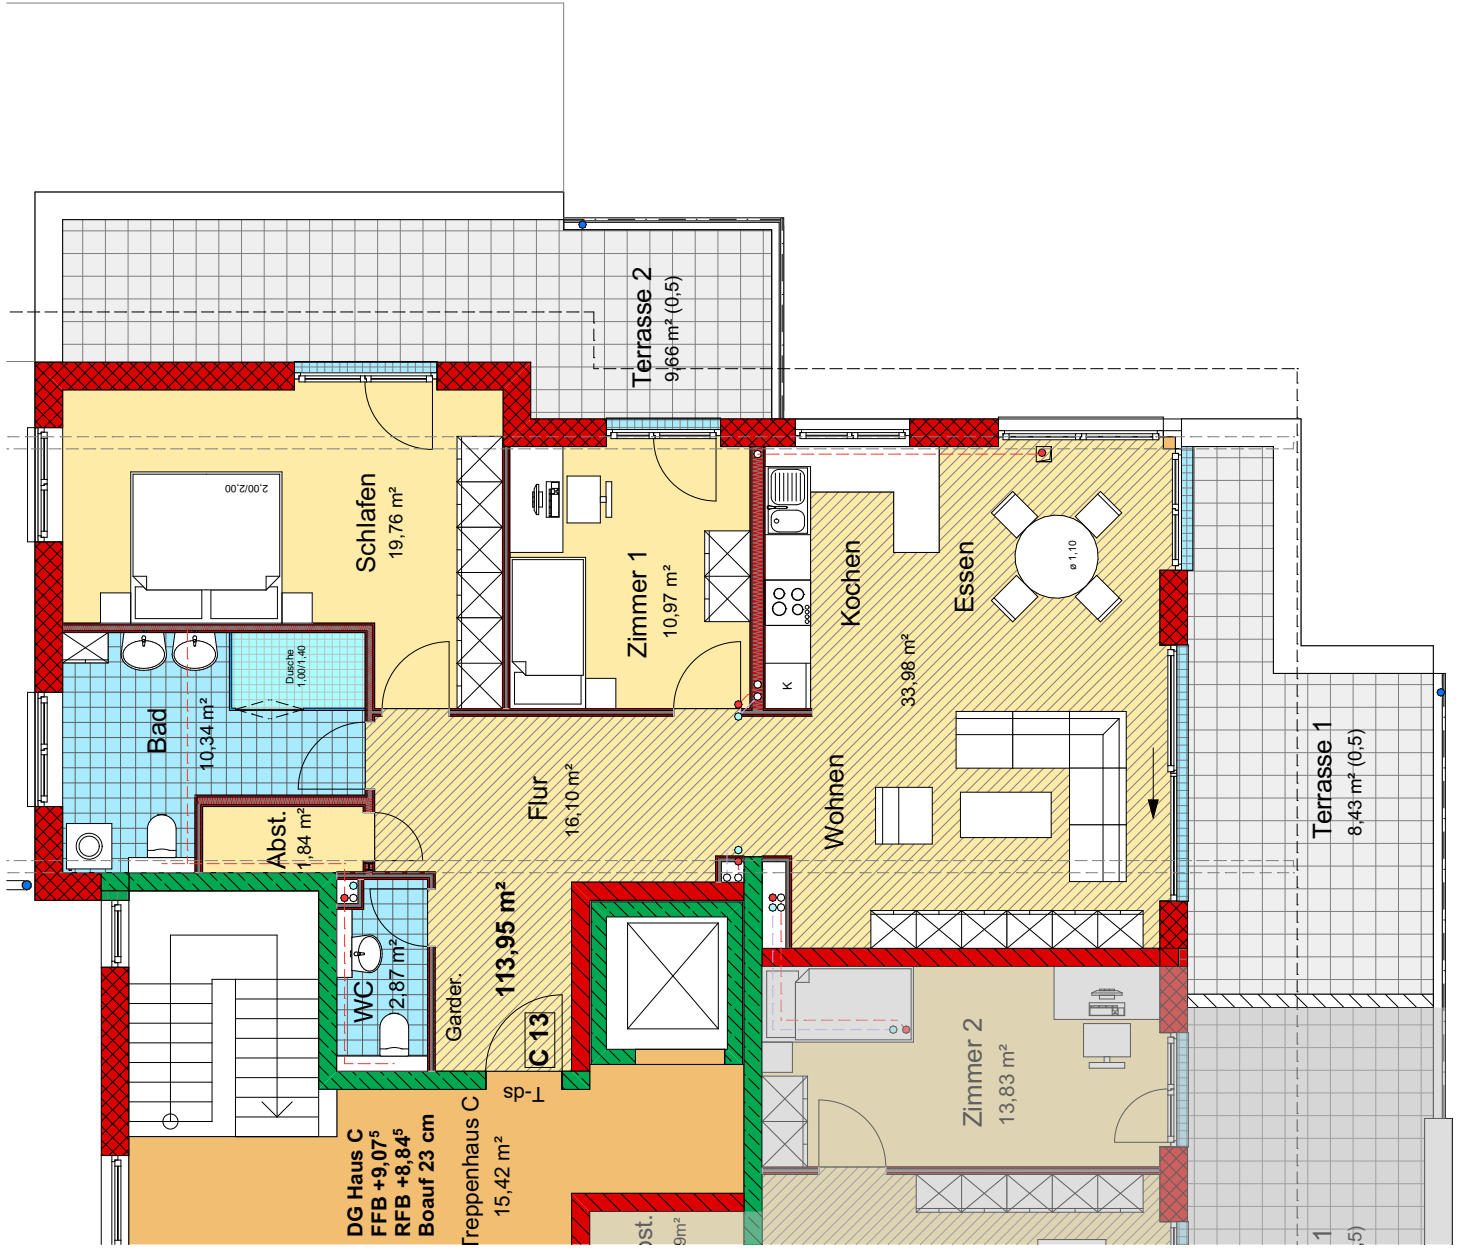 Terrasse 2
9,66 m² (0,5)
2,00/2,00
Schlafen
19,76 m²
Zimmer 1
10,97 m²
Kochen
Essen
33,98 m²
ø 1,10
K
Dusche
1,00/1,40
Bad
10,34 m²
Abst.
1,84 m²
Flur
16,10 m²
Wohnen
Terrasse 1
8,43 m² (0,5)
WC
2,87 m²
Garder.
113,95 m²
C 13
T-ds
DG Haus C
FFB +9,07⁵
RFB +8,84⁵
Boauf 23 cm
Treppenhaus C
15,42 m²
Zimmer 2
13,83 m²